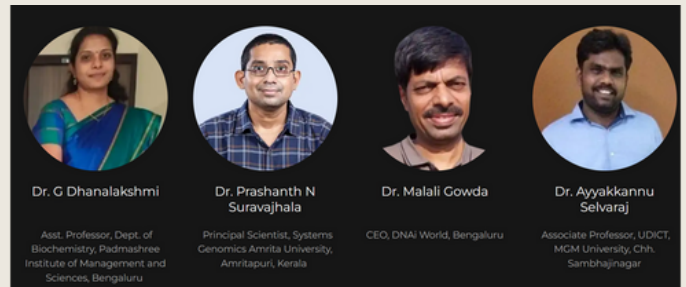 Dr. G Dhanalakshmi
Asst. Professor, Dept. of
Biochemistry, Padmashree
Institute of Management and
Sciences, Bengaluru
Dr. Prashanth N
Suravajhala
Principal Scientist, Systems
Genomics Amrita University,
Amritapuri, Kerala
Dr. Malali Gowda
CEO, DNAi World, Bengaluru
Dr. Ayyakkannu
Selvaraj
Associate Professor, UDICT,
MGM University, Chh.
Sambhajinagar